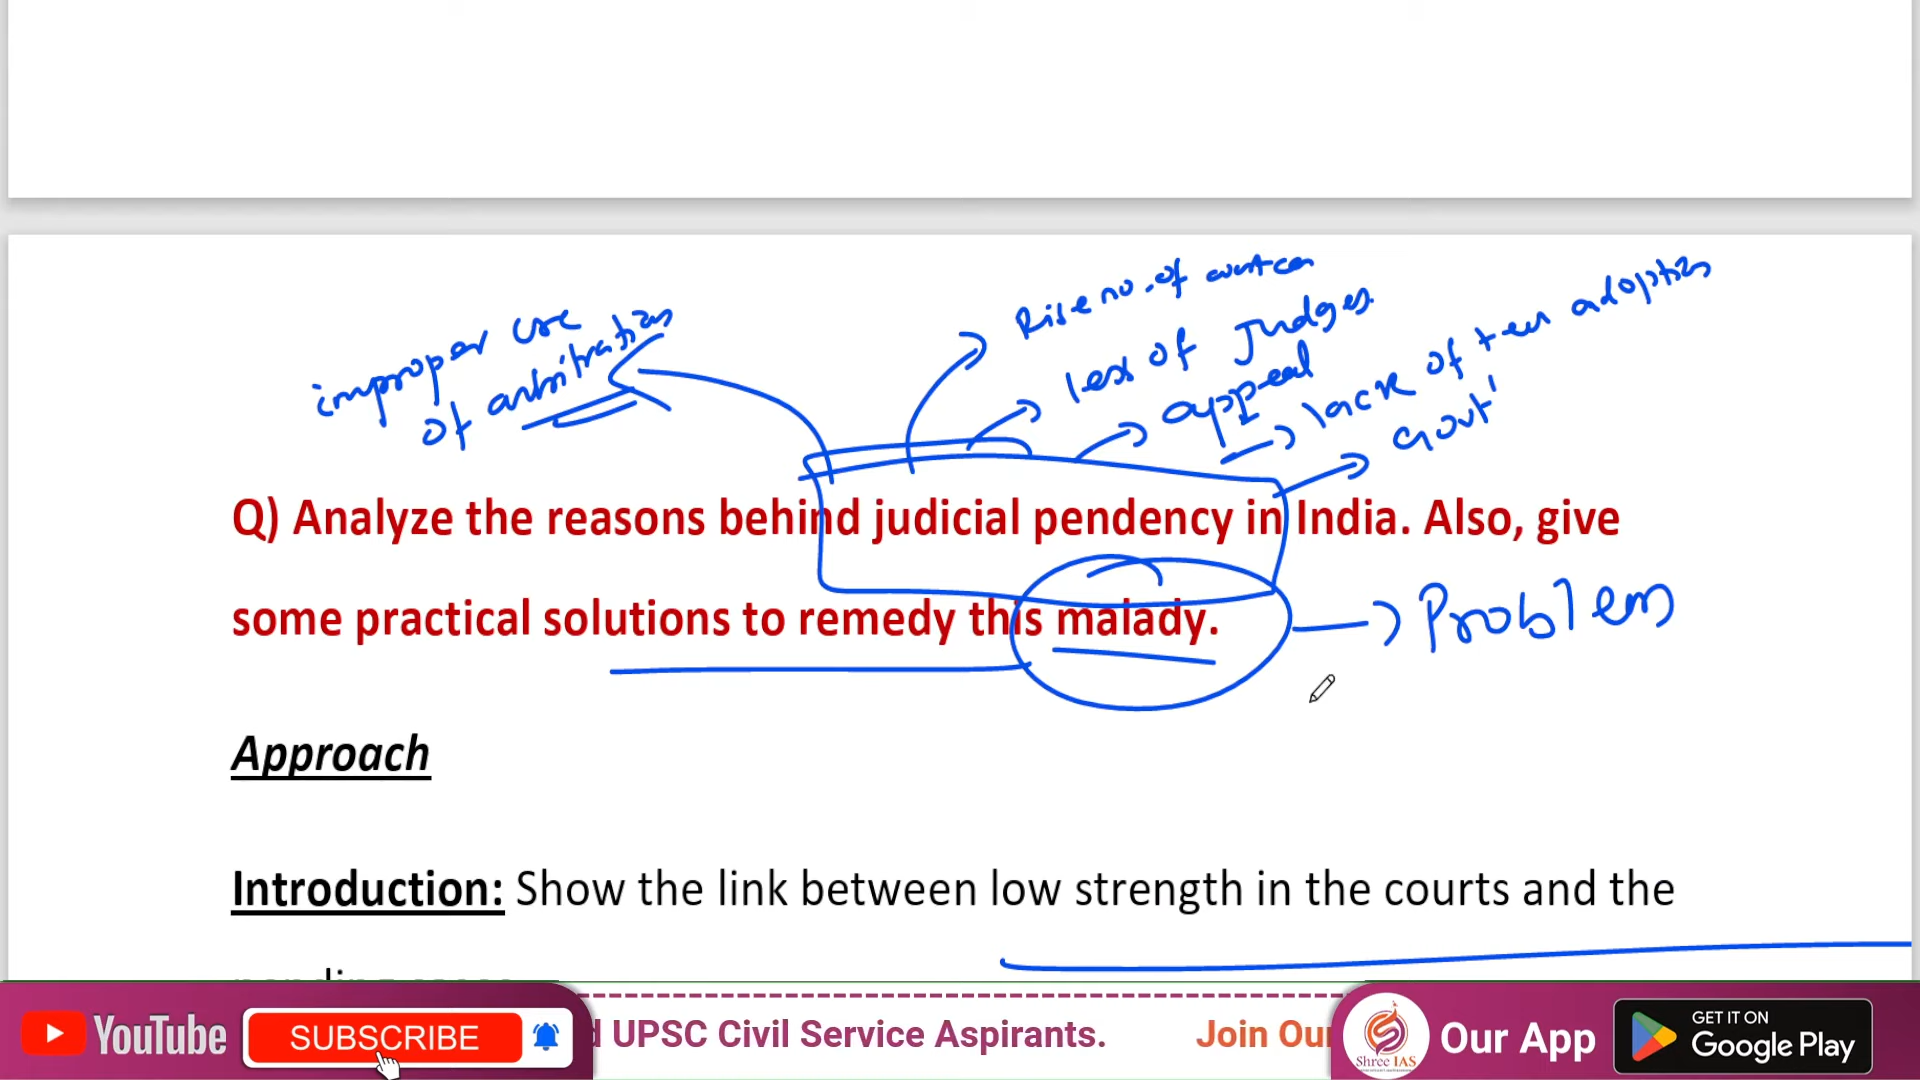 Rise no. of
less of Judges
improper use
of arbitration
appeal
lack of adoption
Govt'
Q) Analyze the reasons behind judicial pendency in India. Also, give
some practical solutions to remedy this malady.
Problem
Approach
Introduction: Show the link between low strength in the courts and the
YouTube
SUBSCRIBE
d UPSC Civil Service Aspirants.
Join Our
Shree IAS
Our App
GET IT ON
Google Play